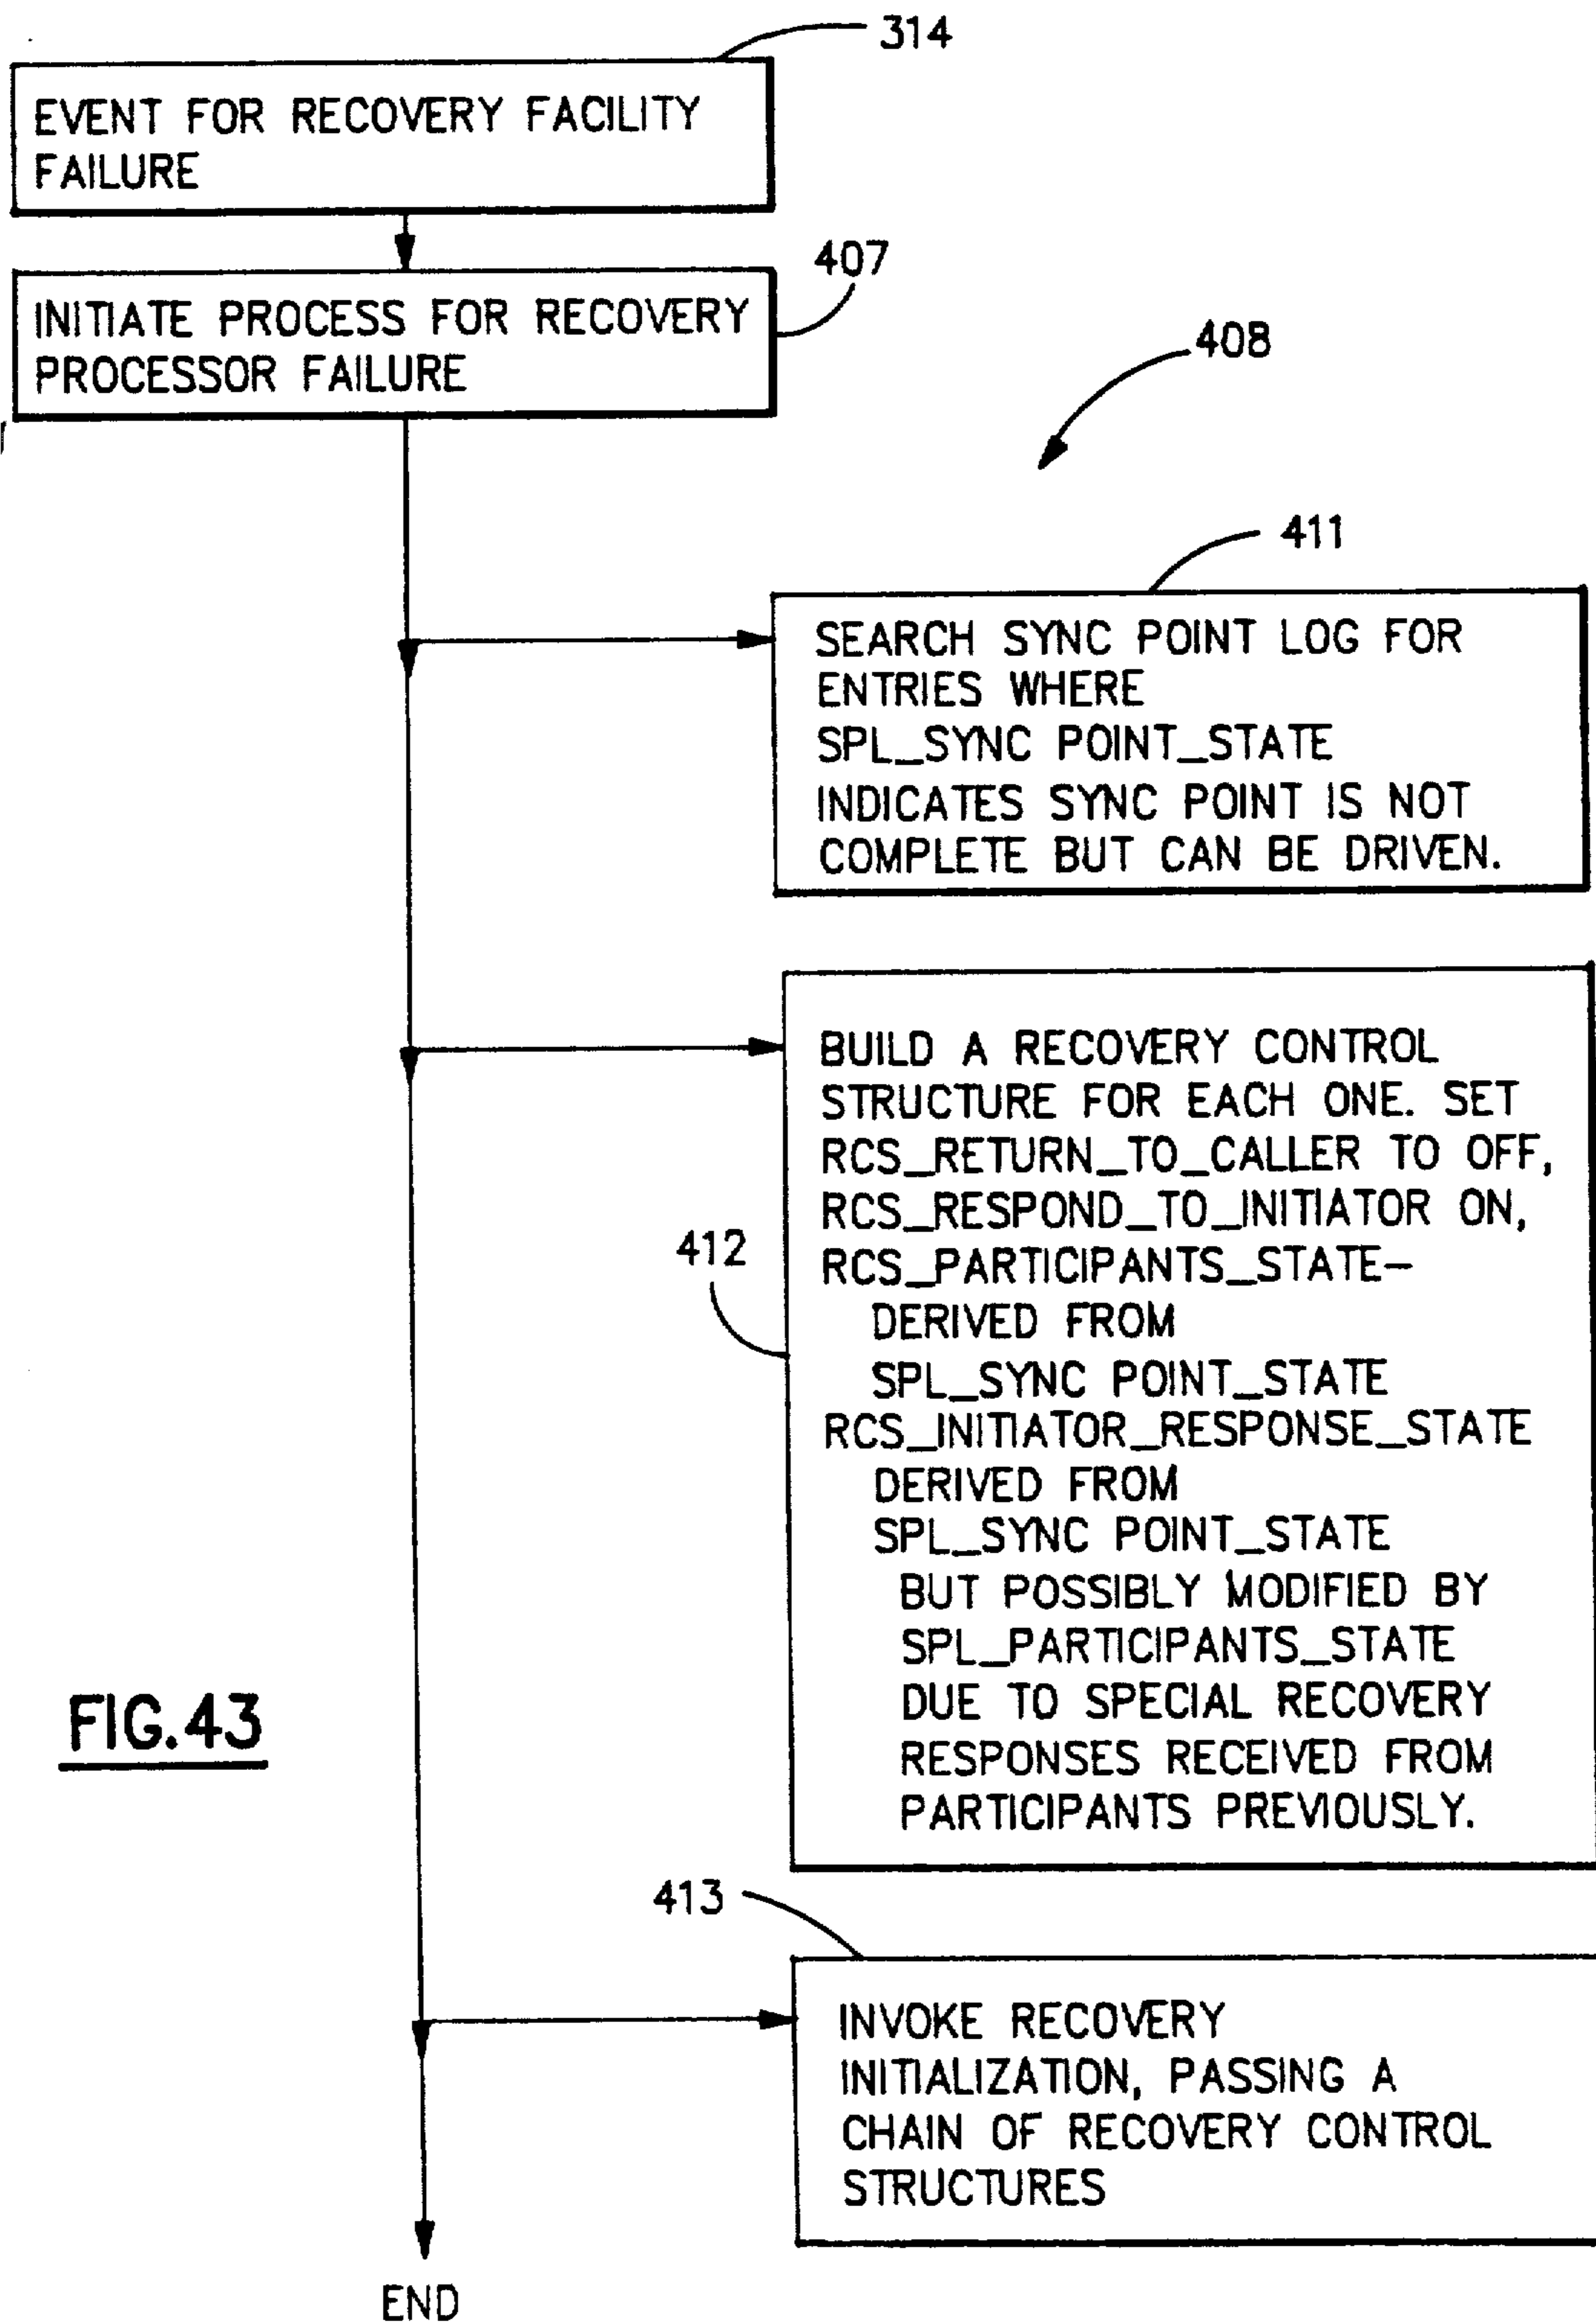 314
EVENT FOR RECOVERY FACILITY
FAILURE
407
INITIATE PROCESS FOR RECOVERY
PROCESSOR FAILURE
408
411
SEARCH SYNC POINT LOG FOR
ENTRIES WHERE
SPL_SYNC POINT_STATE
INDICATES SYNC POINT IS NOT
COMPLETE BUT CAN BE DRIVEN.
412
BUILD A RECOVERY CONTROL
STRUCTURE FOR EACH ONE. SET
RCS_RETURN_TO_CALLER TO OFF,
RCS_RESPOND_TO_INITIATOR ON,
RCS_PARTICIPANTS_STATE-
DERIVED FROM
SPL_SYNC POINT_STATE
RCS_INITIATOR_RESPONSE_STATE
DERIVED FROM
SPL_SYNC POINT_STATE
BUT POSSIBLY MODIFIED BY
SPL_PARTICIPANTS_STATE
DUE TO SPECIAL RECOVERY
RESPONSES RECEIVED FROM
PARTICIPANTS PREVIOUSLY.
FIG.43
413
INVOKE RECOVERY
INITIALIZATION, PASSING A
CHAIN OF RECOVERY CONTROL
STRUCTURES
END